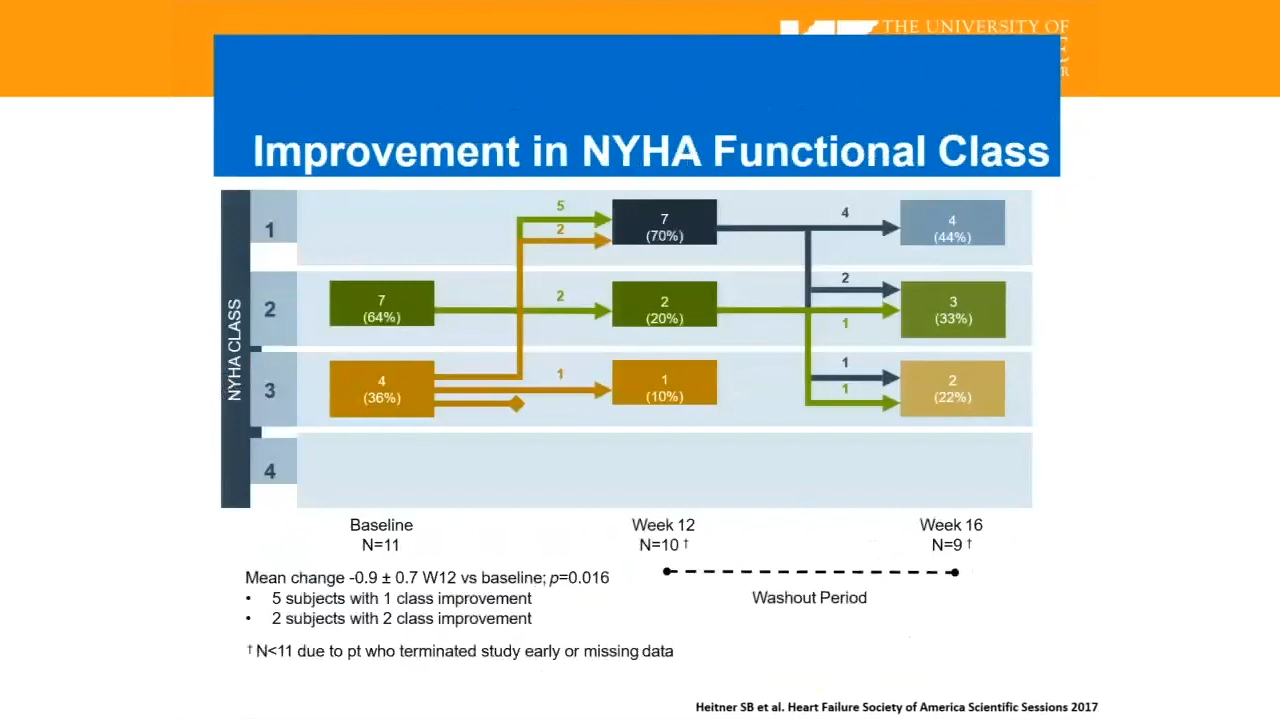 THE UNIVERSITY OF
Improvement in NYHA Functional Class
NYHA CLASS
1
2
3
4
7
(64%)
4
(36%)
5
2
2
1
7
(70%)
2
(20%)
1
(10%)
4
2
1
1
1
4
(44%)
3
(33%)
2
(22%)
Baseline
N=11
Week 12
N=10 †
Week 16
N=9 †
Washout Period
Mean change -0.9 ± 0.7 W12 vs baseline; p=0.016
• 5 subjects with 1 class improvement
• 2 subjects with 2 class improvement
† N<11 due to pt who terminated study early or missing data
Heitner SB et al. Heart Failure Society of America Scientific Sessions 2017